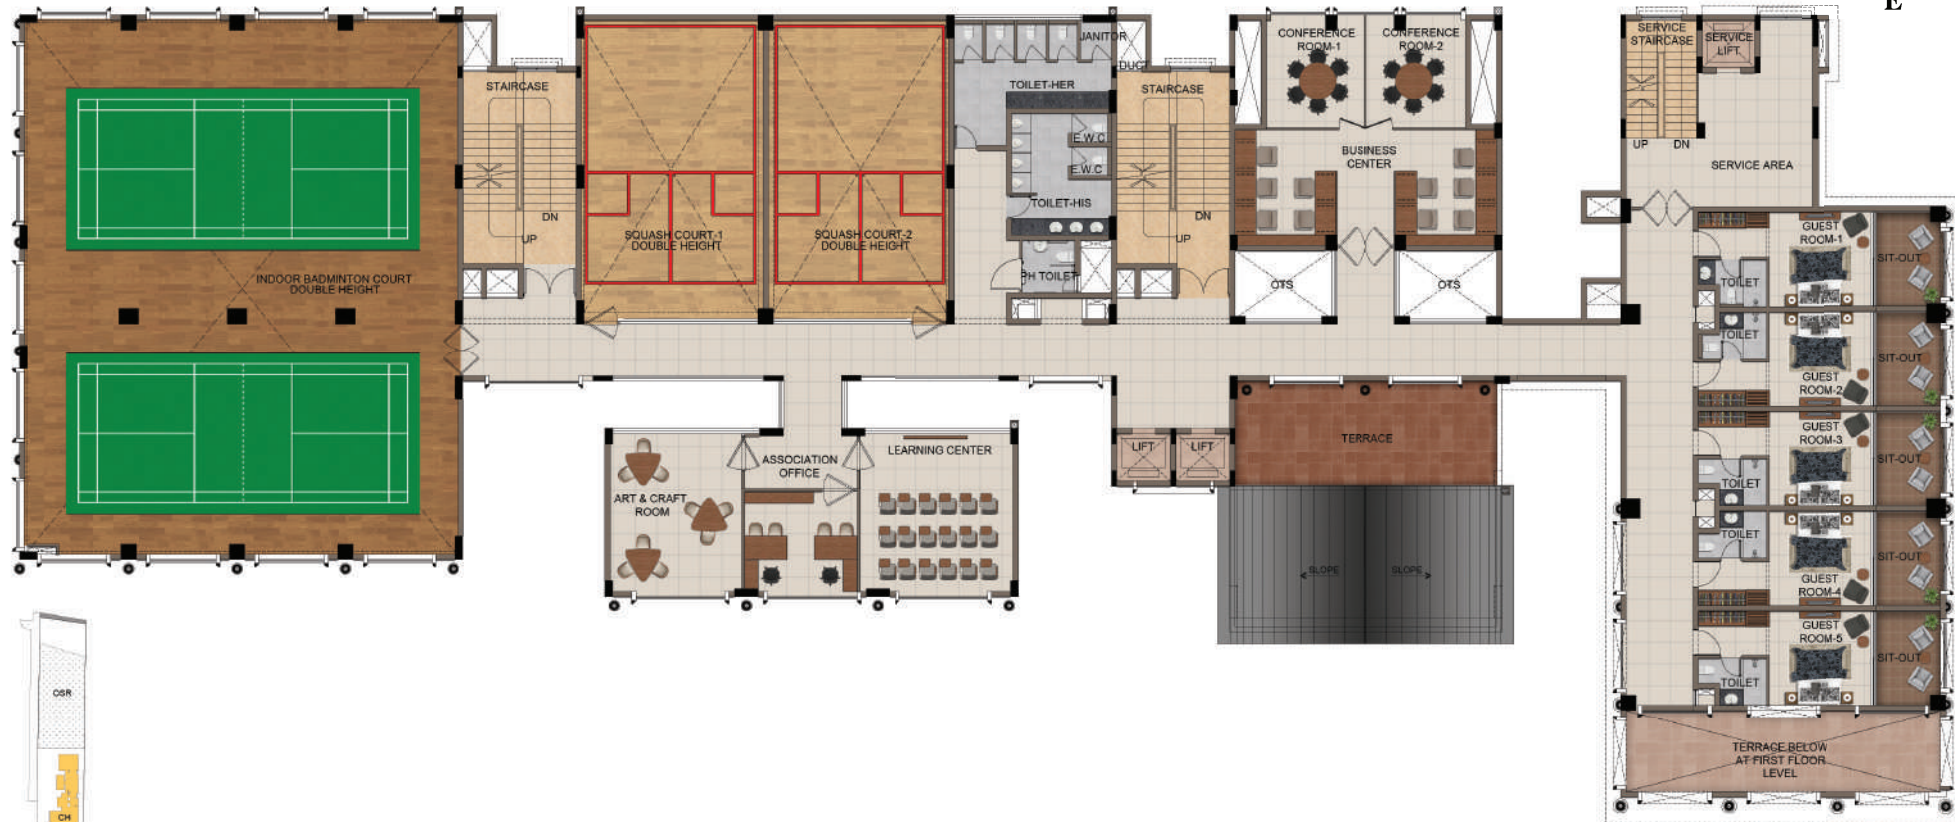 E
STAIRCASE
DN
UP
INDOOR BADMINTON COURT
DOUBLE HEIGHT
SQUASH COURT-1
DOUBLE HEIGHT
SQUASH COURT-2
DOUBLE HEIGHT
JANITOR
DUCT
TOILET-HER
E.W.C
E.W.C
TOILET-HIS
PH TOILET
STAIRCASE
DN
UP
CONFERENCE
ROOM-1
CONFERENCE
ROOM-2
BUSINESS
CENTER
OTS
OTS
SERVICE
STAIRCASE
SERVICE
LIFT
UP
DN
SERVICE AREA
GUEST
ROOM-1
SIT-OUT
TOILET
TOILET
SIT-OUT
GUEST
ROOM-2
GUEST
ROOM-3
SIT-OUT
TOILET
TOILET
SIT-OUT
GUEST
ROOM-4
GUEST
ROOM-5
SIT-OUT
TOILET
TERRACE BELOW
AT FIRST FLOOR
LEVEL
ART & CRAFT
ROOM
ASSOCIATION
OFFICE
LEARNING CENTER
LIFT
LIFT
TERRACE
SLOPE
SLOPE
OSR
CH